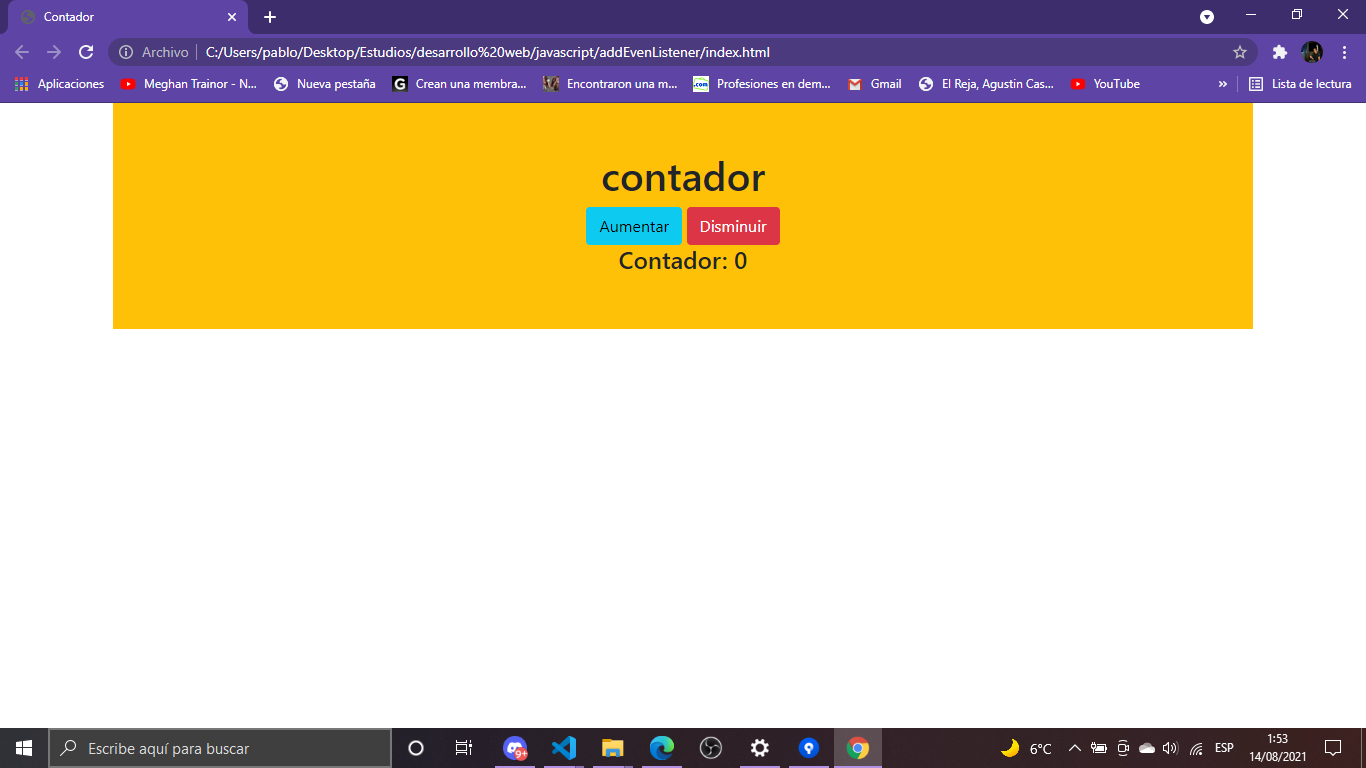 Contador
Archivo
C:/Users/pablo/Desktop/Estudios/desarrollo%20web/javascript/addEvenListener/index.html
Aplicaciones
Meghan Trainor - N...
Nueva pestaña
G
Crean una membra...
Encontraron una m...
.com
Profesiones en dem...
Gmail
El Reja, Agustin Cas...
YouTube
»
Lista de lectura
contador
Aumentar
Disminuir
Contador: 0
Escribe aquí para buscar
9+
6°C
ESP
1:53
14/08/2021